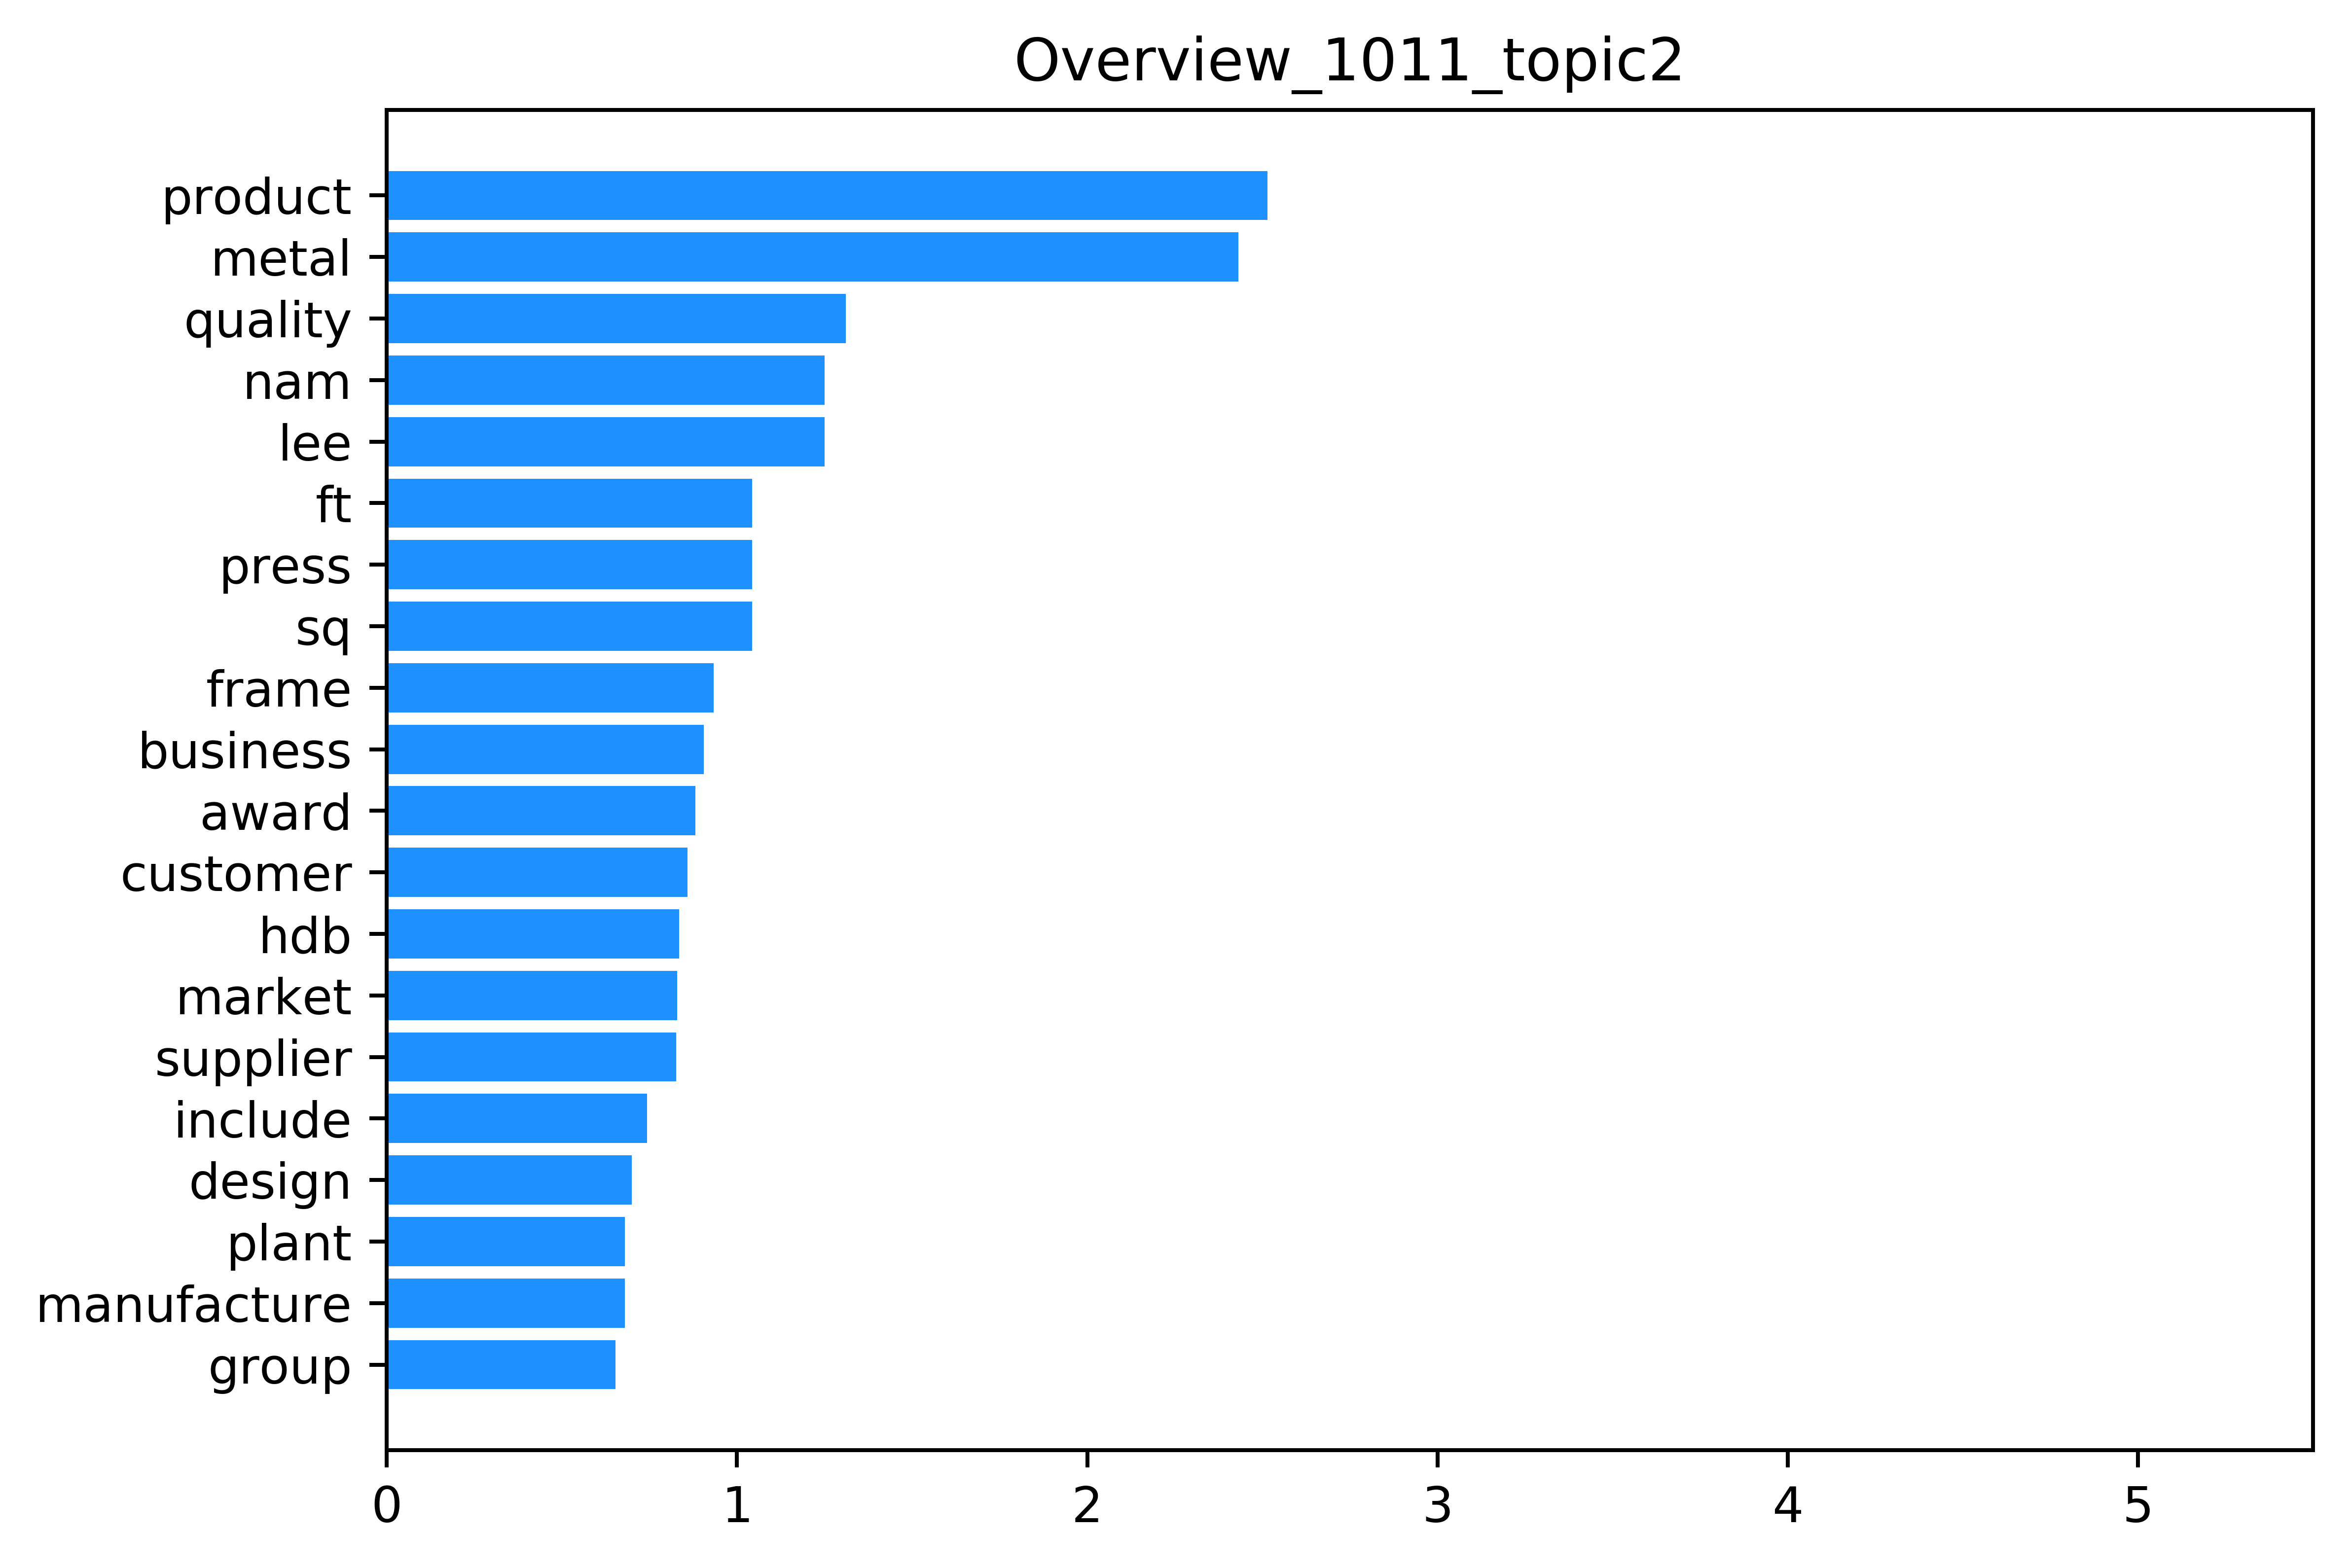 Overview_1011_topic2
product
metal
quality
nam
lee
ft
press
sq
frame
business
award
customer
hdb
market
supplier
include
design
plant
manufacture
group
0 1 2 3 4 5